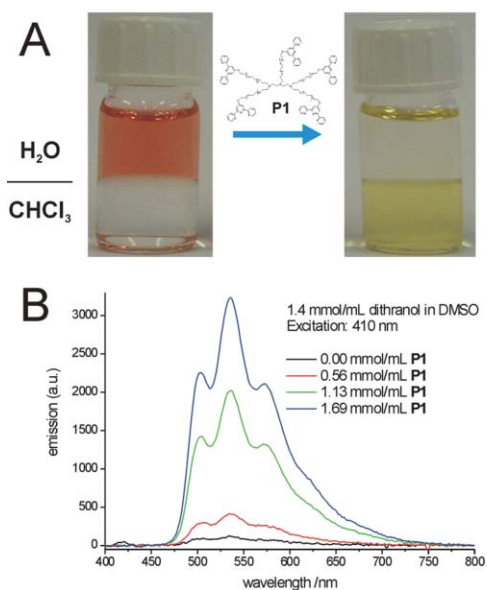 A
H₂O
CHCl₃
P1
B
1.4 mmol/mL dithranol in DMSO
Excitation: 410 nm
0.00 mmol/mL P1
0.56 mmol/mL P1
1.13 mmol/mL P1
1.69 mmol/mL P1
emission (a.u.)
3000
2500
2000
1500
1000
500
0
400 450 500 550 600 650 700 750 800
wavelength /nm